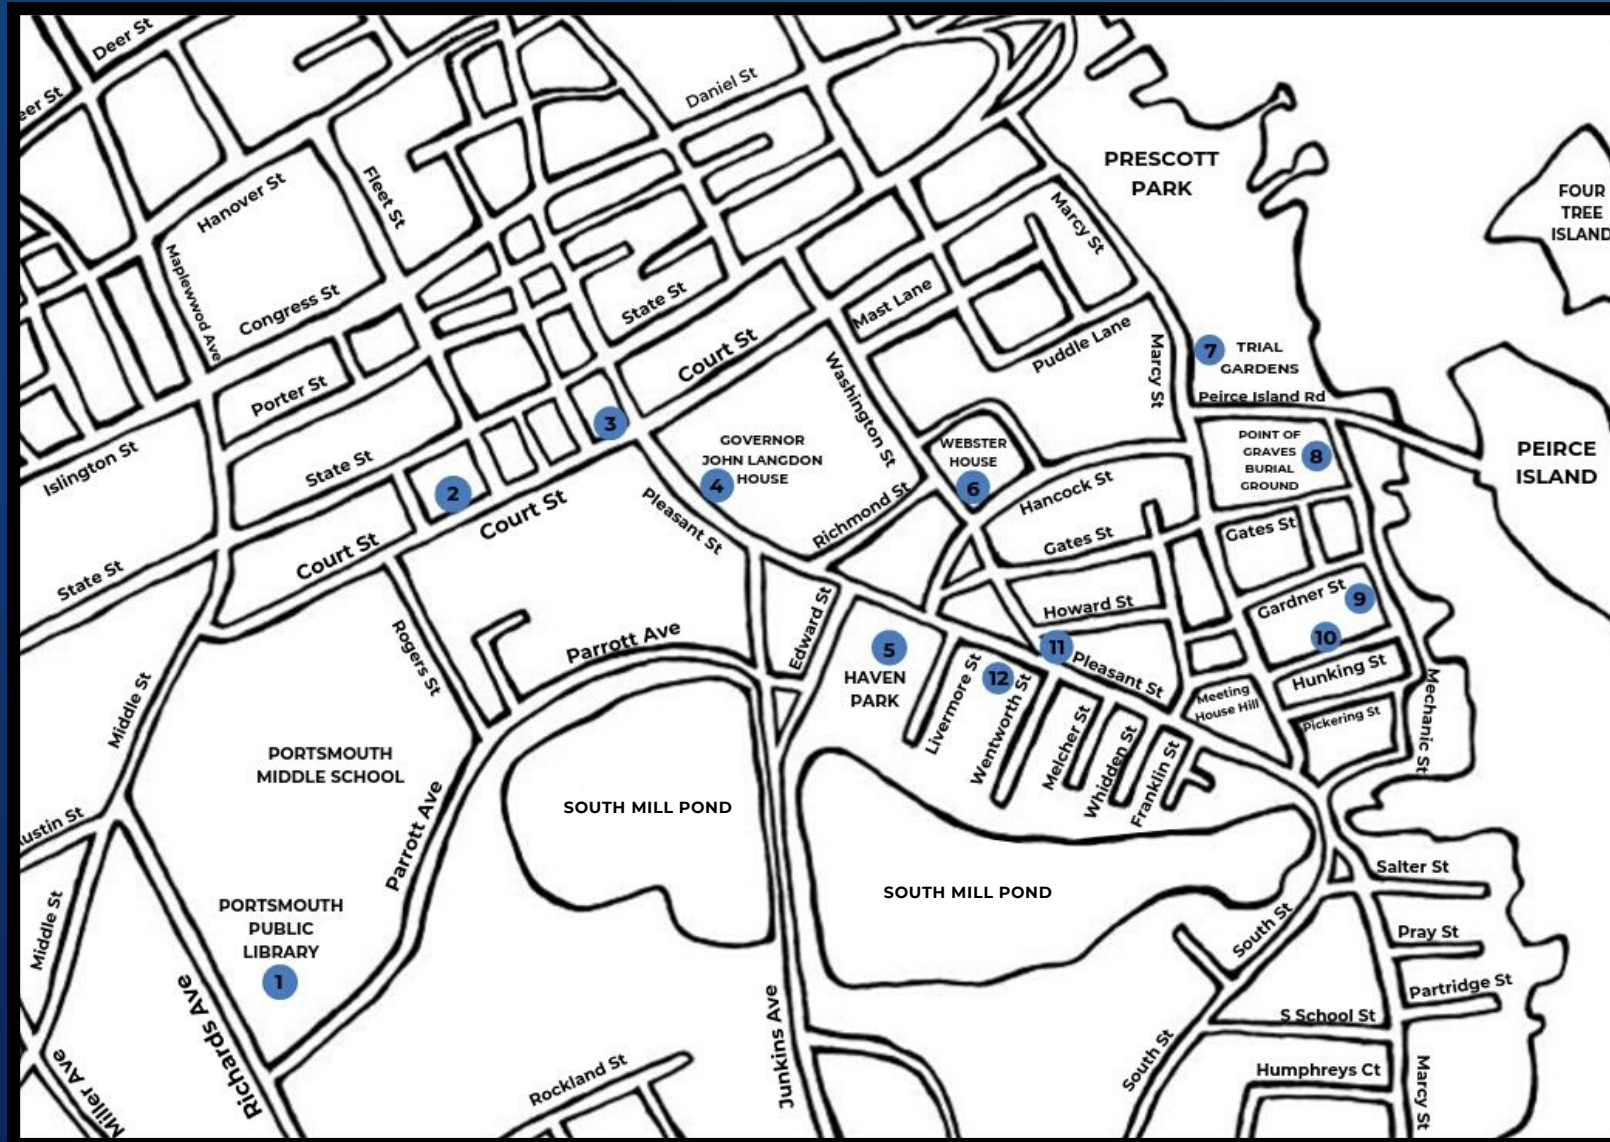 Deer St
eer St
Hanover St
Fleet St
Daniel St
PRESCOTT
PARK
FOUR
TREE
ISLAND
Maplewwod Ave
Congress St
State St
Marcy St
Mast Lane
Puddle Lane
Marcy St
7
TRIAL
GARDENS
Peirce Island Rd
Porter St
Court St
Washington St
Islington St
State St
2
3
Court St
GOVERNOR
JOHN LANGDON
HOUSE
4
WEBSTER
HOUSE
6
POINT OF
GRAVES
BURIAL
GROUND
8
PEIRCE
ISLAND
Pleasant St
Richmond St
Hancock St
Gates St
Gates St
State St
Court St
Rogers St
Parrott Ave
Edward St
Howard St
Gardner St
9
10
5
HAVEN
PARK
Livermore St
12
Wentworth St
11
Pleasant St
Hunking St
Meeting
House Hill
Pickering St
Mechanic St
Middle St
PORTSMOUTH
MIDDLE SCHOOL
Melcher St
Whidden St
Franklin St
SOUTH MILL POND
ustin St
Parrott Ave
SOUTH MILL POND
Salter St
Middle St
PORTSMOUTH
PUBLIC
LIBRARY
1
South St
Pray St
Partridge St
Richards Ave
Junkins Ave
S School St
Miller Ave
Rockland St
South St
Humphreys Ct
Marcy St